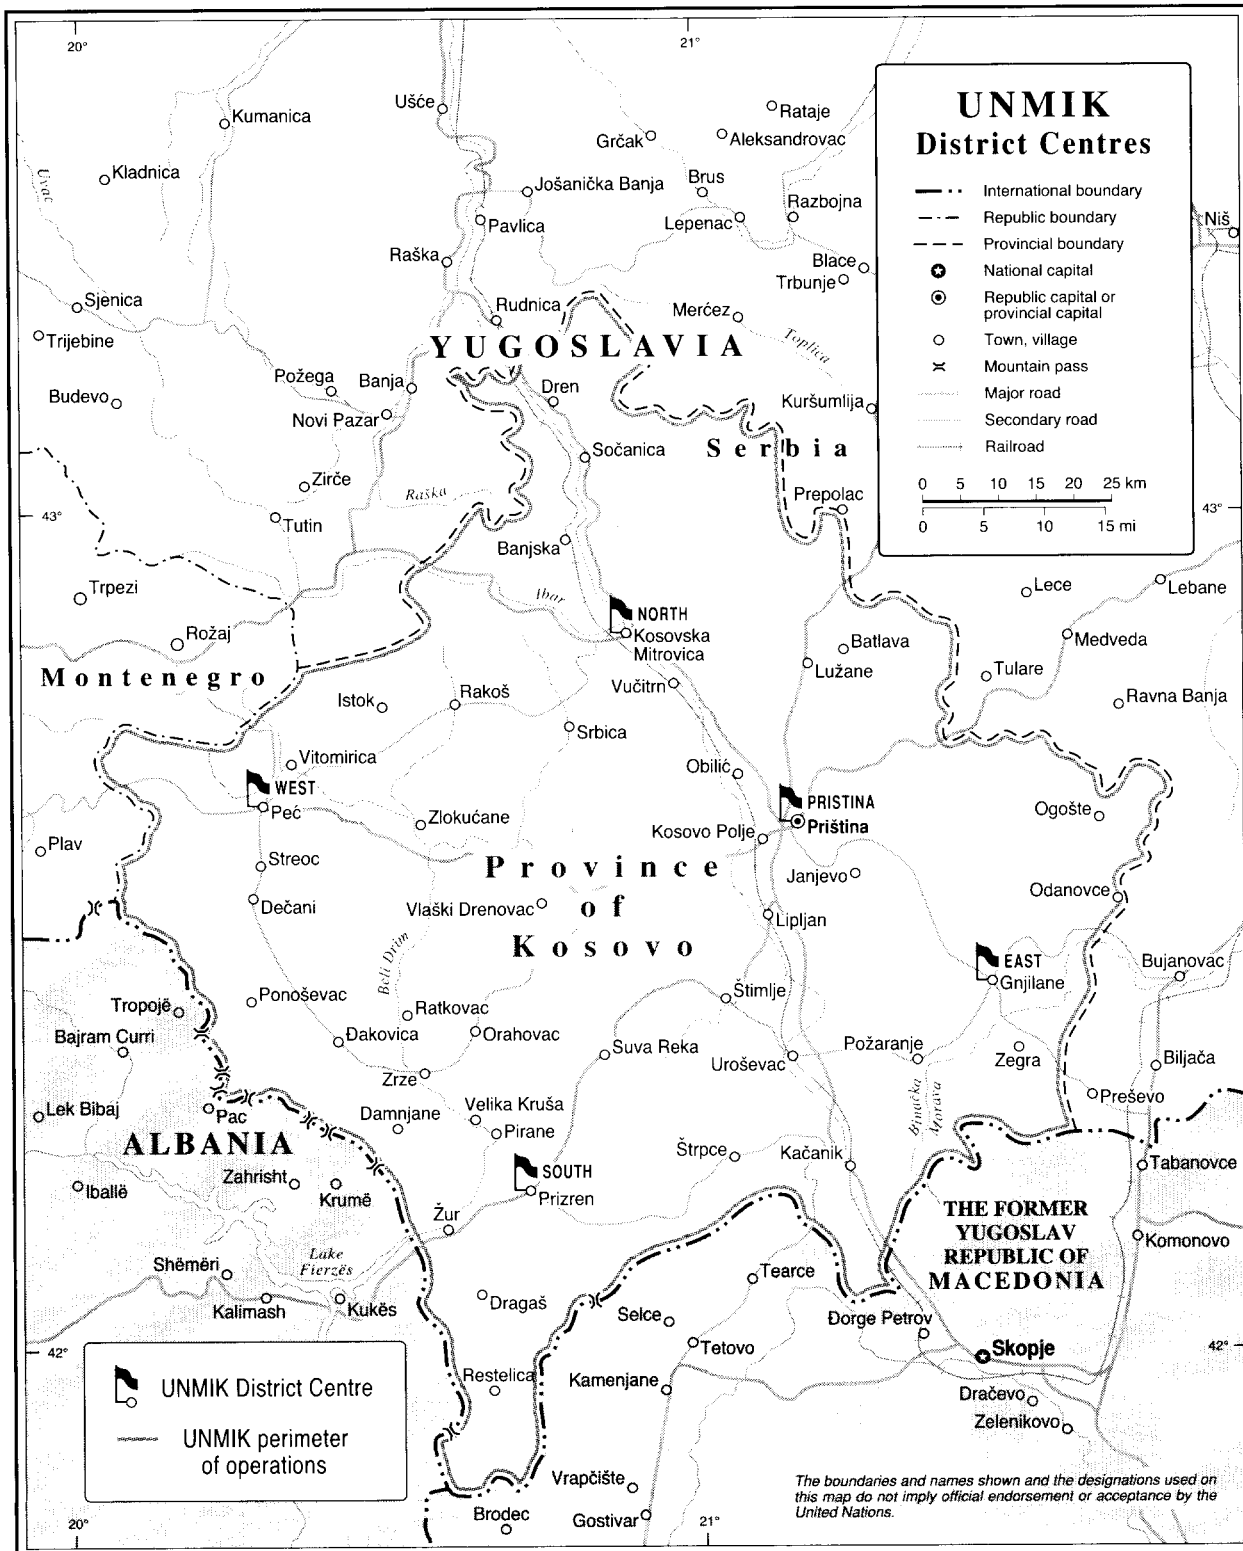 20°
21°
UNMIK
District Centres
International boundary
Republic boundary
Provincial boundary
National capital
Republic capital or
provincial capital
Town, village
Mountain pass
Major road
Secondary road
Railroad
0 5 10 15 20 25 km
0 5 10 15 mi
Kumanica
Ušće
Rataje
Grčak
Aleksandrovac
Kladnica
Uvac
Jošanička Banja
Brus
Razbojna
Pavlica
Lepenac
Niš
Raška
Blace
Trbunje
Sjenica
Rudnica
Merćez
Trijebine
YUGOSLAVIA
Toplica
Požega
Banja
Dren
Budevo
Novi Pazar
Kuršumlija
Sočanica
Serbia
Zirče
Raška
Prepolac
43°
43°
Tutin
Banjska
Trpezi
Ibar
Lece
Lebane
NORTH
Kosovska
Mitrovica
Rožaj
Batlava
Medveda
Lužane
Montenegro
Vučitrn
Tulare
Istok
Rakoš
Ravna Banja
Srbica
Vitomirica
Obilić
WEST
Peć
PRISTINA
Priština
Zlokućane
Kosovo Polje
Ogošte
Plav
Streoc
Province
of
Kosovo
Janjevo
Odanovce
Dečani
Vlaški Drenovac
Lipljan
Beli Drim
EAST
Gnjilane
Bujanovac
Ponoševac
Štimlje
Tropojë
Ratkovac
Bajram Curri
Đakovica
Orahovac
Suva Reka
Uroševac
Požaranje
Zegra
Biljača
Zrze
Lek Bibaj
Pac
Damnjane
Velika Kruša
Pirane
Binačka
Morava
Preševo
ALBANIA
Štrpce
Kačanik
Tabanovce
SOUTH
Prizren
Iballë
Zahrisht
Krumë
Žur
THE FORMER
YUGOSLAV
REPUBLIC OF
MACEDONIA
Komonovo
Lake
Fierzës
Shëmëri
Tearce
Kalimash
Kukës
Dragaš
Selce
Đorge Petrov
42°
42°
Tetovo
Skopje
UNMIK District Centre
UNMIK perimeter
of operations
Restelica
Kamenjane
Dračevo
Zelenikovo
Vrapčište
Brodec
Gostivar
The boundaries and names shown and the designations used on
this map do not imply official endorsement or acceptance by the
United Nations.
20°
21°